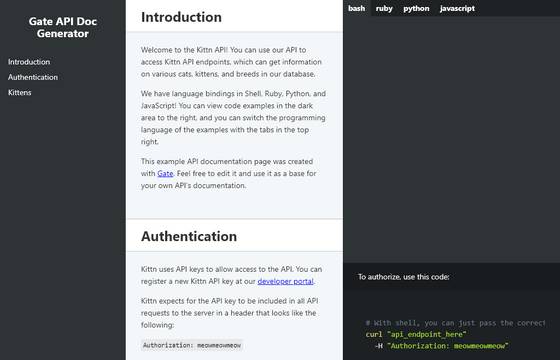 Gate API Doc
Generator
Introduction
Authentication
Kittens
Introduction
Welcome to the Kittn API! You can use our API to
access Kittn API endpoints, which can get information
on various cats, kittens, and breeds in our database.
We have language bindings in Shell, Ruby, Python, and
JavaScript! You can view code examples in the dark
area to the right, and you can switch the programming
language of the examples with the tabs in the top
right.
This example API documentation page was created
with Gate. Feel free to edit it and use it as a base for
your own API's documentation.
Authentication
Kittn uses API keys to allow access to the API. You can
register a new Kittn API key at our developer portal.
Kittn expects for the API key to be included in all API
requests to the server in a header that looks like the
following:
Authorization: meowmeowmeow
bash ruby python javascript
To authorize, use this code:
# With shell, you can just pass the correct
curl "api_endpoint_here"
-H "Authorization: meowmeowmeow"